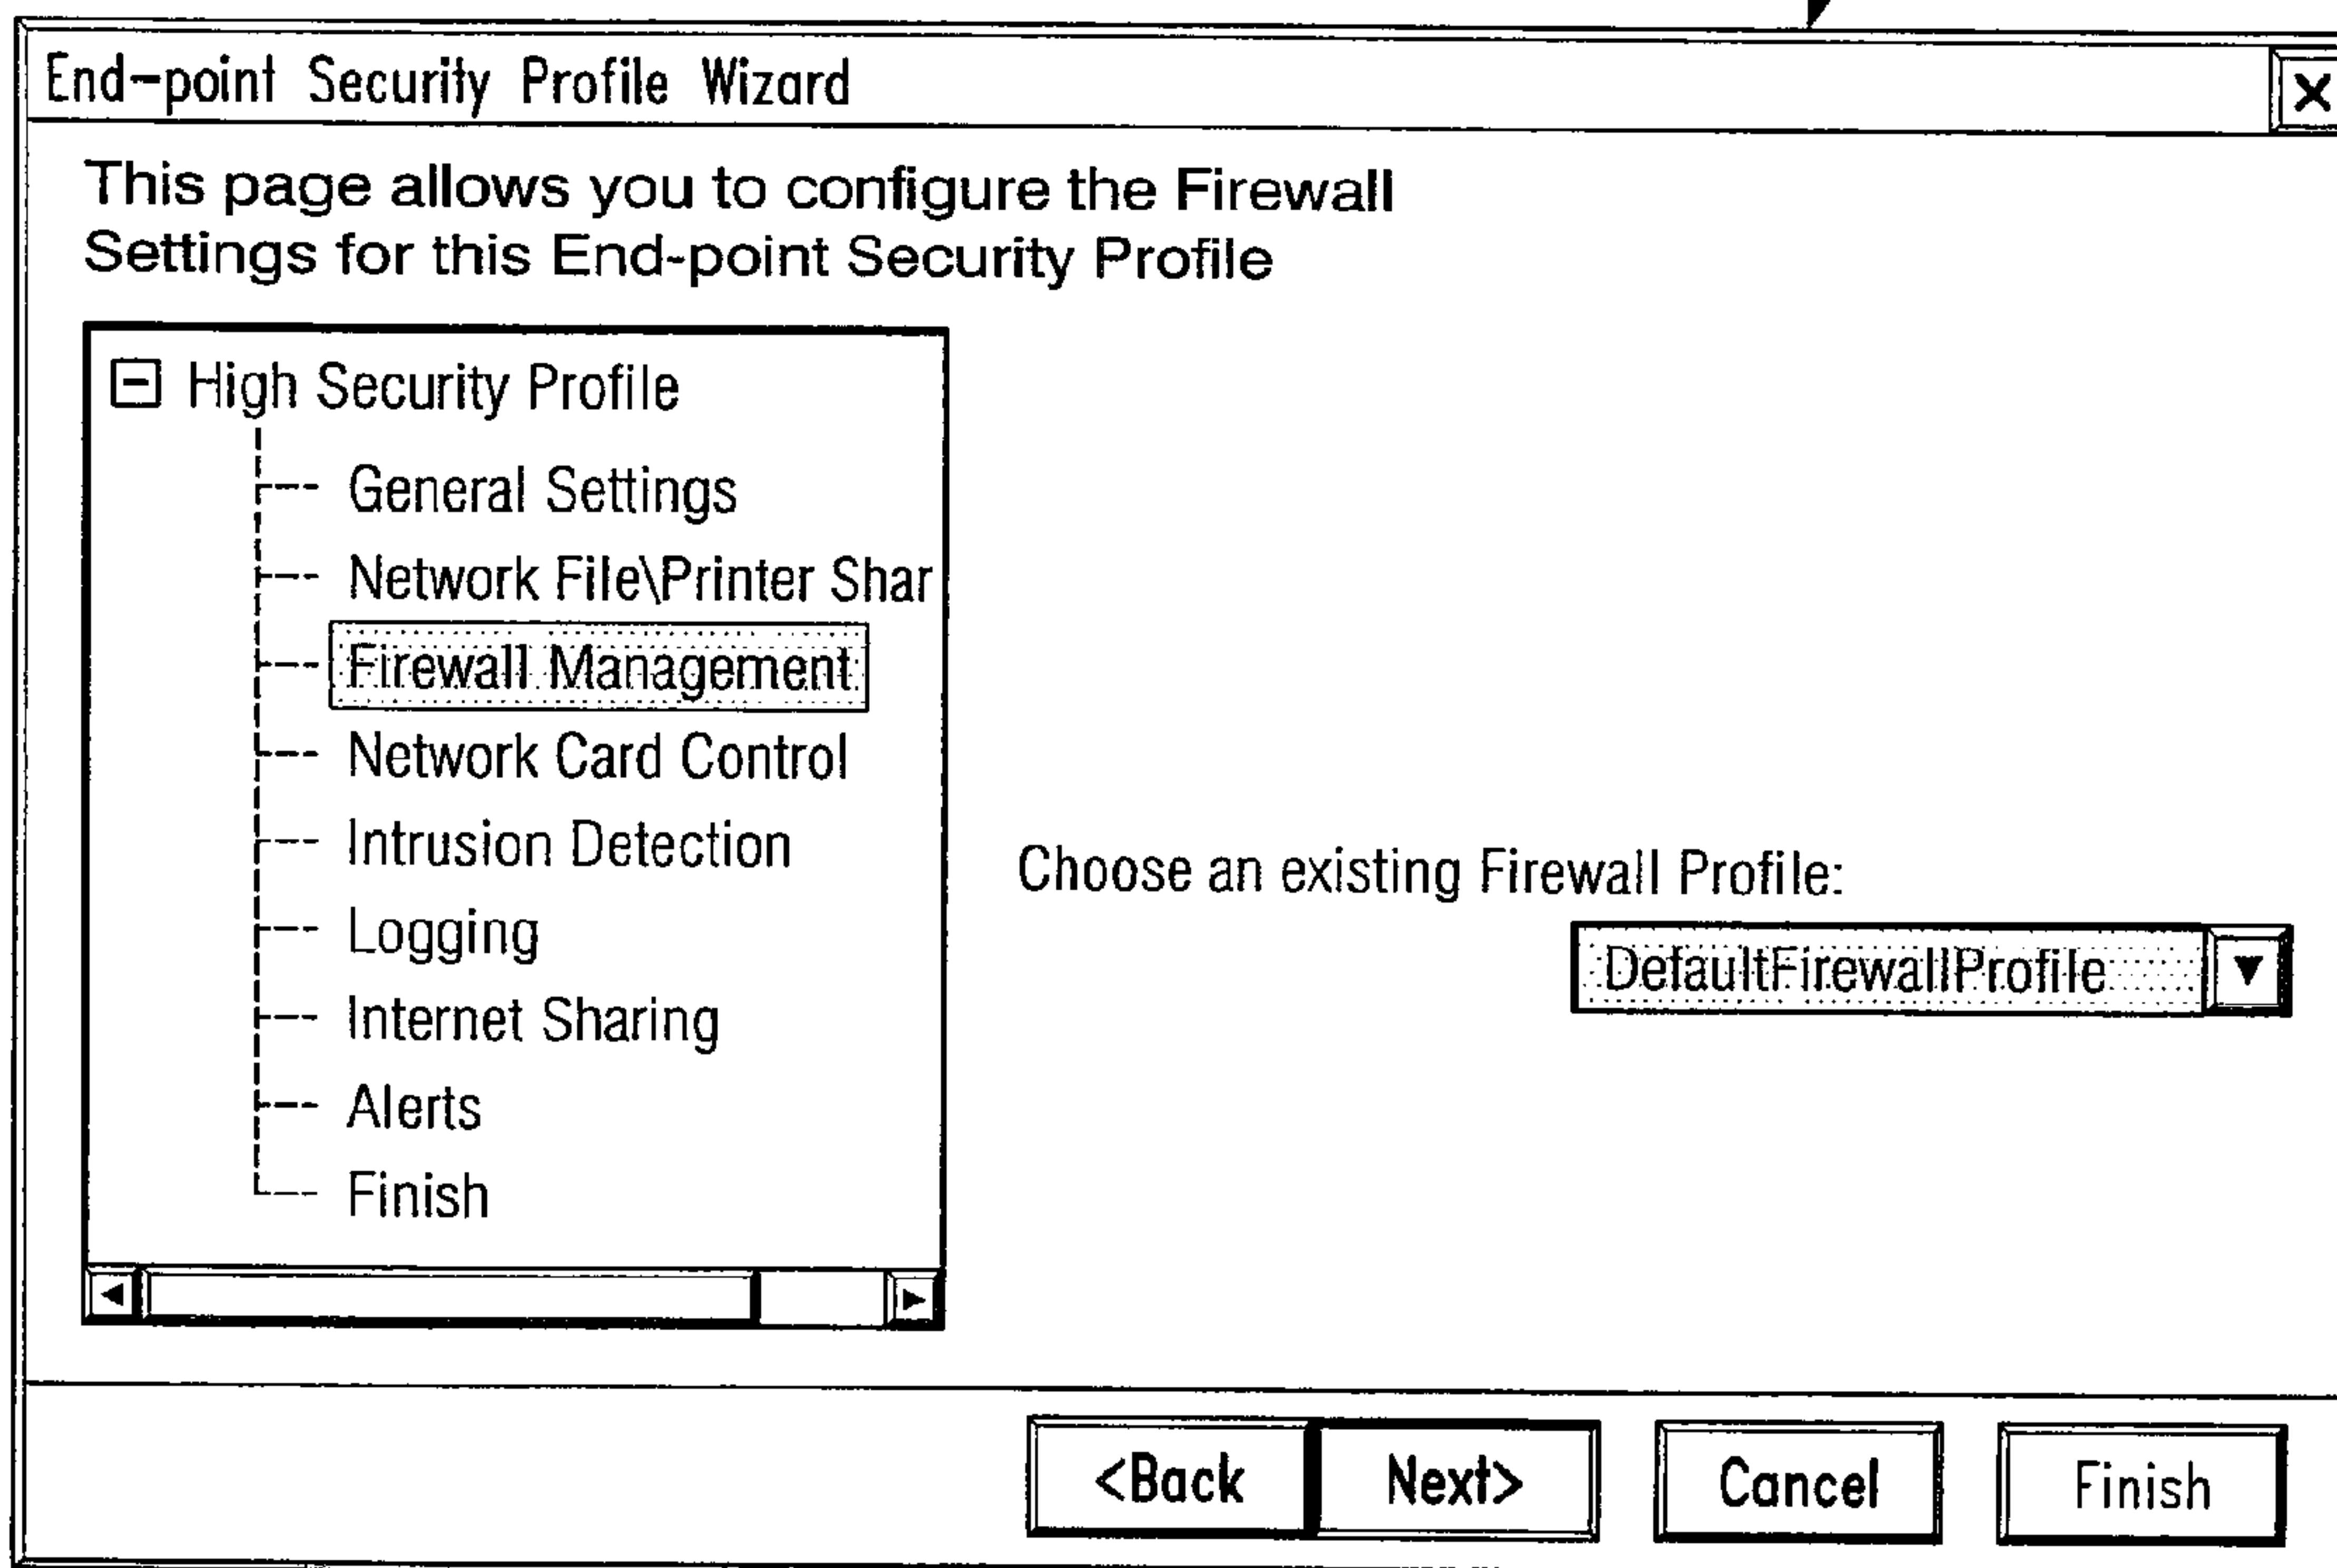 End-point Security Profile Wizard
X
This page allows you to configure the Firewall
Settings for this End-point Security Profile
High Security Profile
General Settings
Network File\Printer Shar
Firewall Management
Network Card Control
Intrusion Detection
Logging
Internet Sharing
Alerts
Finish
Choose an existing Firewall Profile:
DefaultFirewallProfile
<Back Next> Cancel Finish